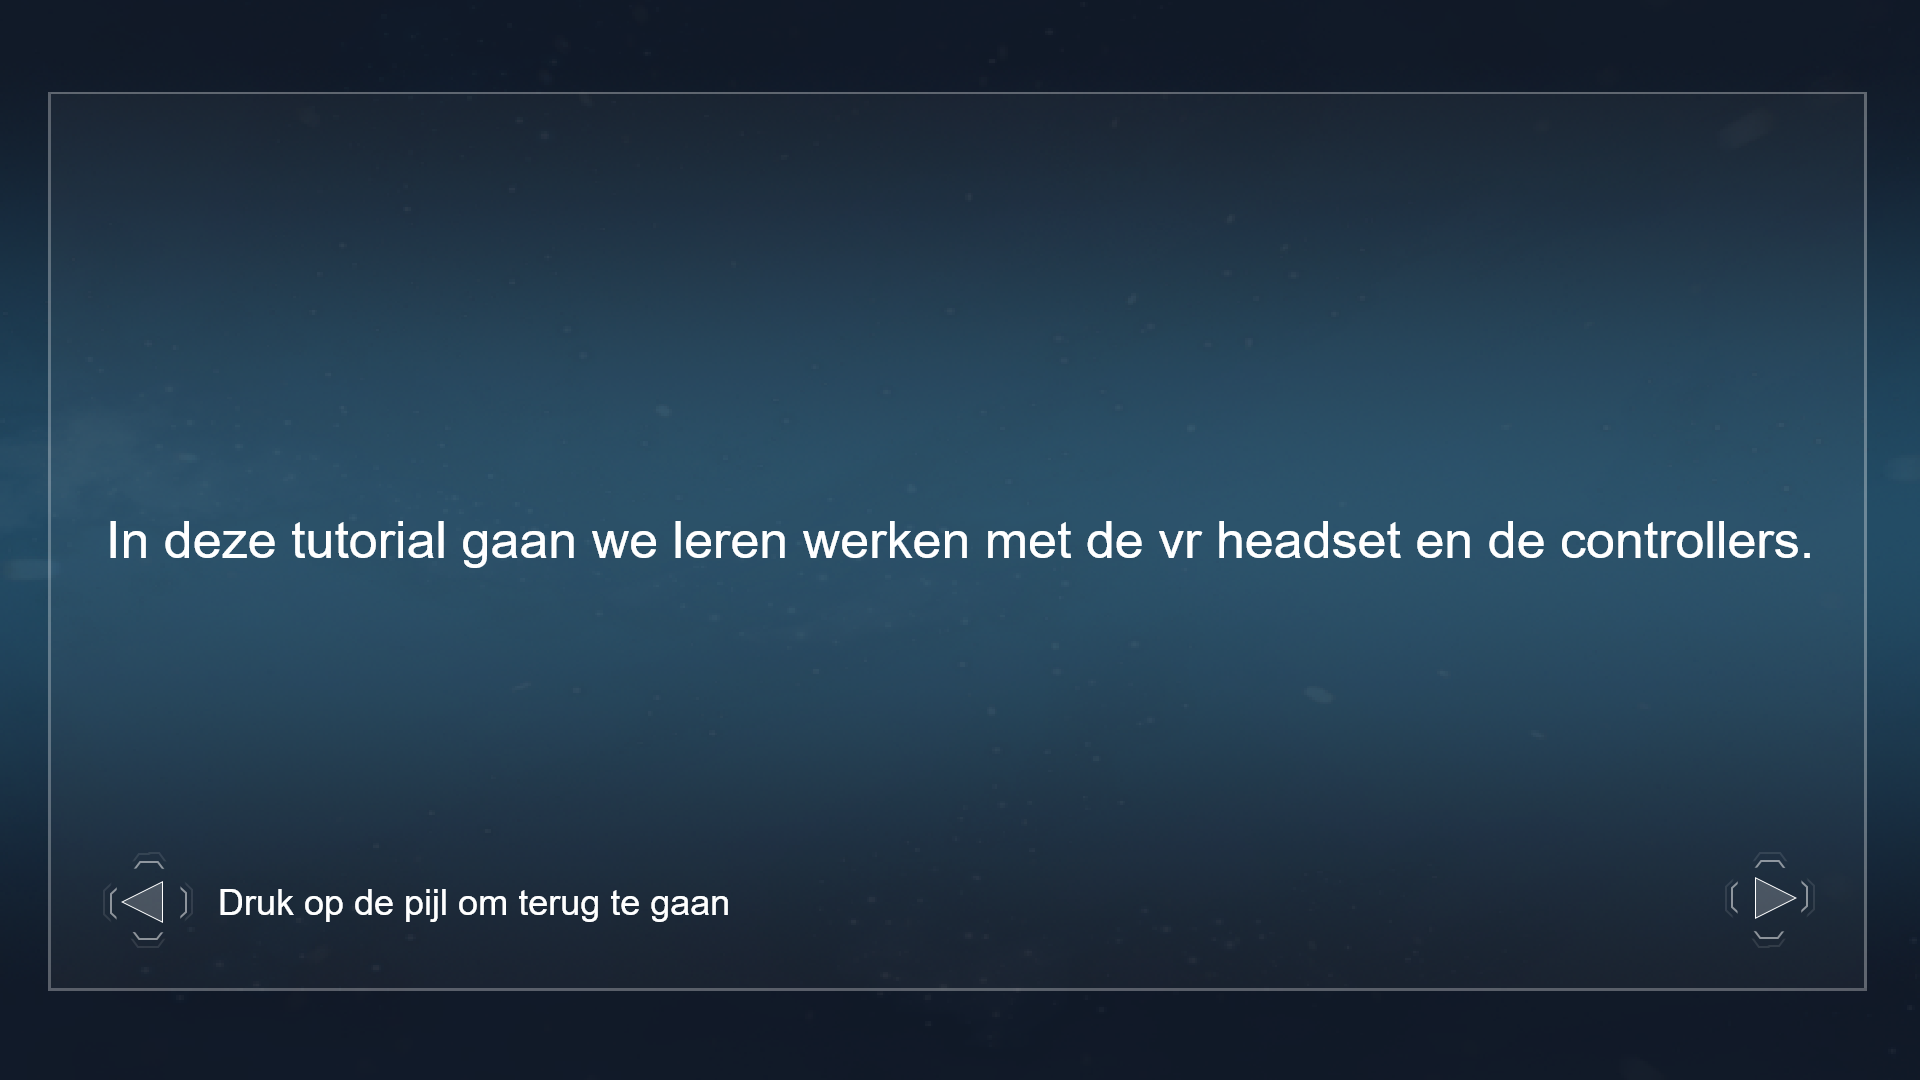 In deze tutorial gaan we leren werken met de vr headset en de controllers.
Druk op de pijl om terug te gaan